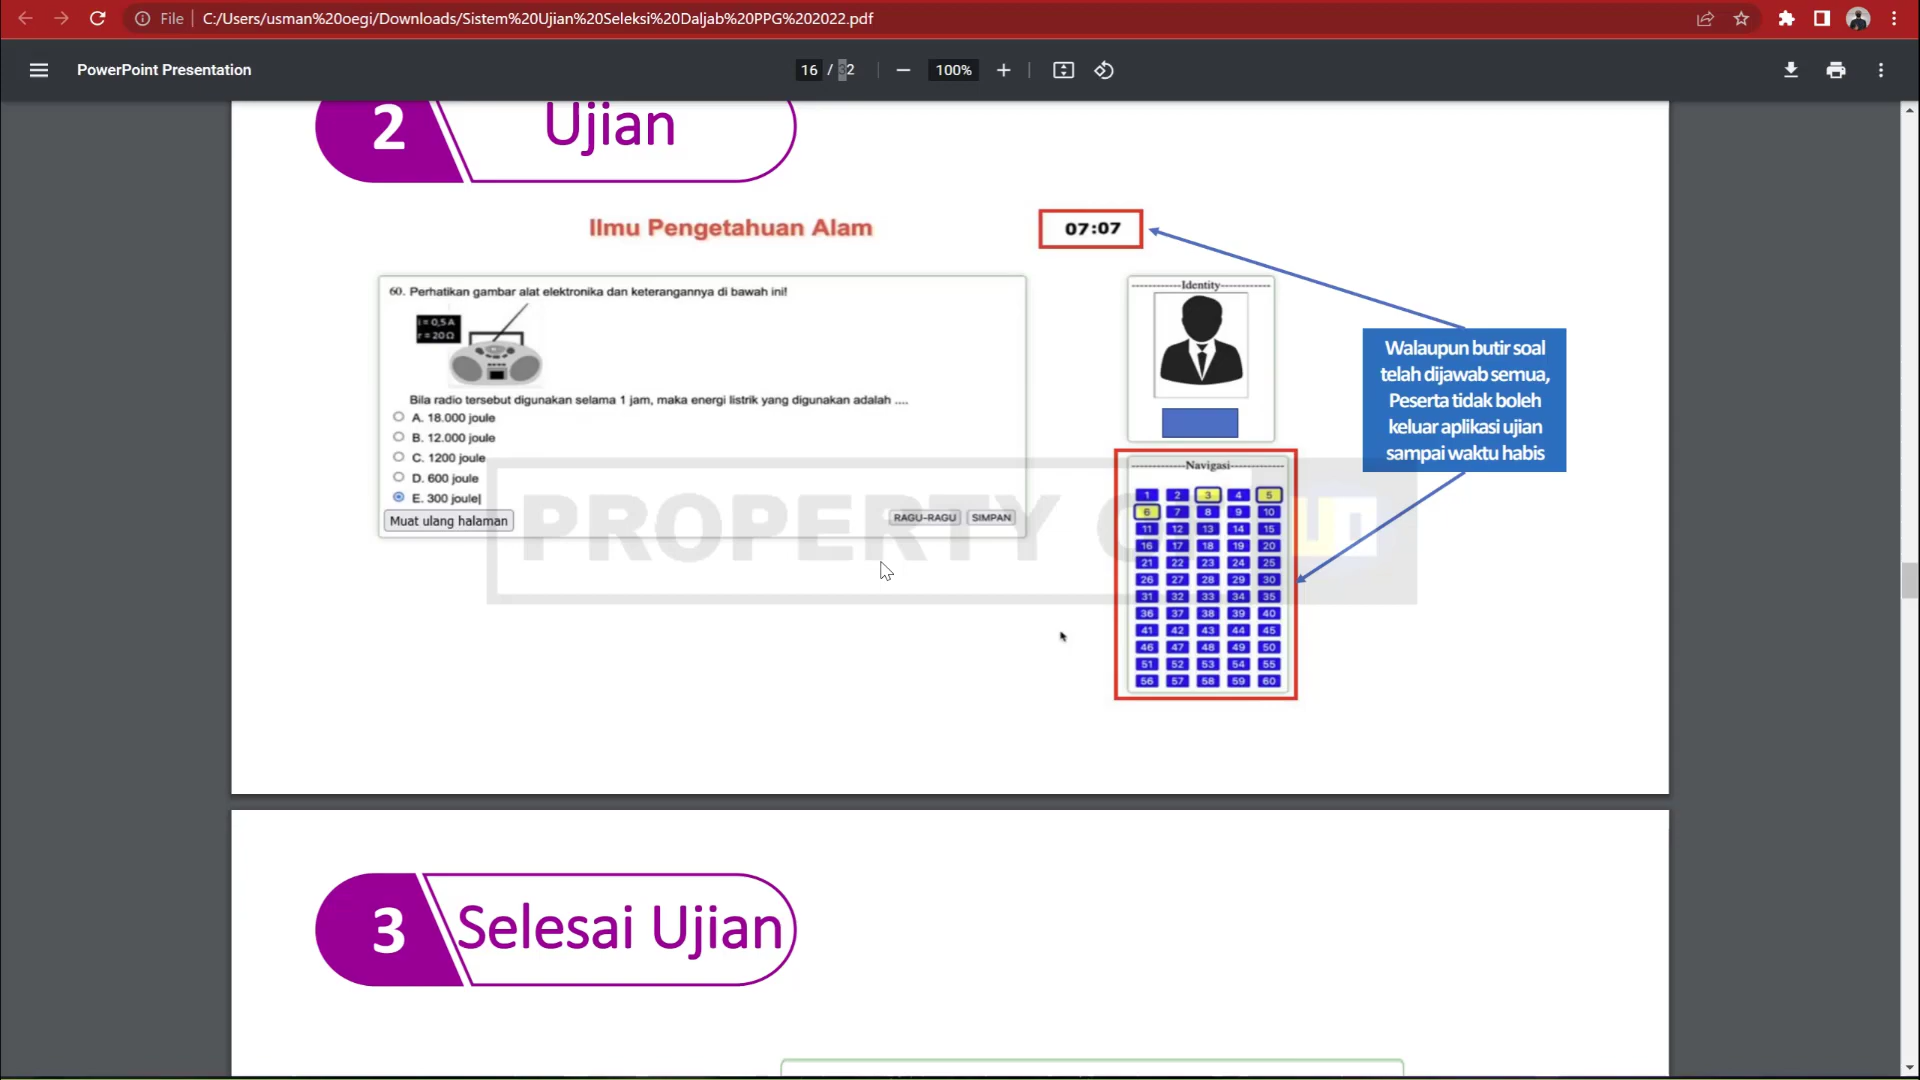 File C:/Users/usman%20oegi/Downloads/Sistem%20Ujian%20Seleksi%20Daljab%20PPG%202022.pdf
PowerPoint Presentation
16 / 32
100%
2
Ujian
Ilmu Pengetahuan Alam
07:07
60. Perhatikan gambar alat elektronika dan keterangannya di bawah ini!
i = 0,5 A
r = 20 Ω
Bila radio tersebut digunakan selama 1 jam, maka energi listrik yang digunakan adalah ....
A. 18.000 joule
B. 12.000 joule
C. 1200 joule
D. 600 joule
E. 300 joule
Muat ulang halaman
RAGU-RAGU SIMPAN
-------------Identity-------------
Walaupun butir soal
telah dijawab semua,
Peserta tidak boleh
keluar aplikasi ujian
sampai waktu habis
--------------Navigasi--------------
1 2 3 4 5
6 7 8 9 10
11 12 13 14 15
16 17 18 19 20
21 22 23 24 25
26 27 28 29 30
31 32 33 34 35
36 37 38 39 40
41 42 43 44 45
46 47 48 49 50
51 52 53 54 55
56 57 58 59 60
PROPERTY
3
Selesai Ujian